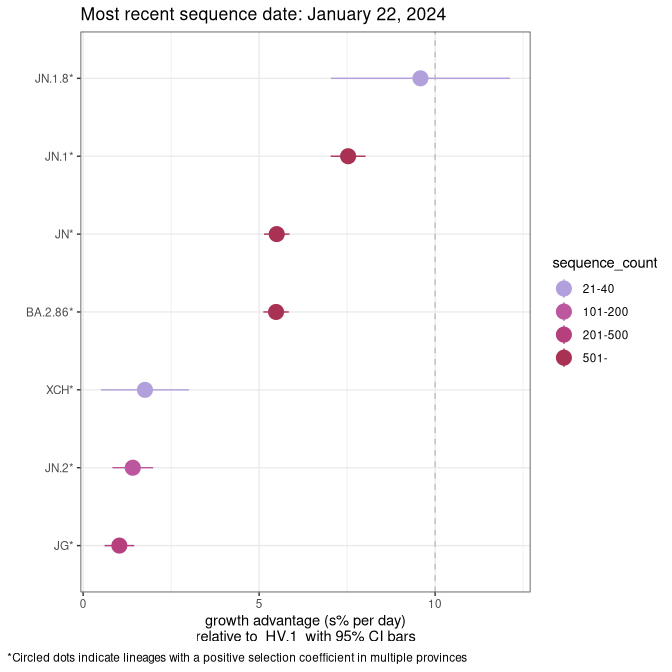 Most recent sequence date: January 22, 2024
JN.1.8*
JN.1*
JN*
BA.2.86*
XCH*
JN.2*
JG*
0 5 10
growth advantage (s% per day)
relative to HV.1 with 95% CI bars
sequence_count
21-40
101-200
201-500
501-
*Circled dots indicate lineages with a positive selection coefficient in multiple provinces